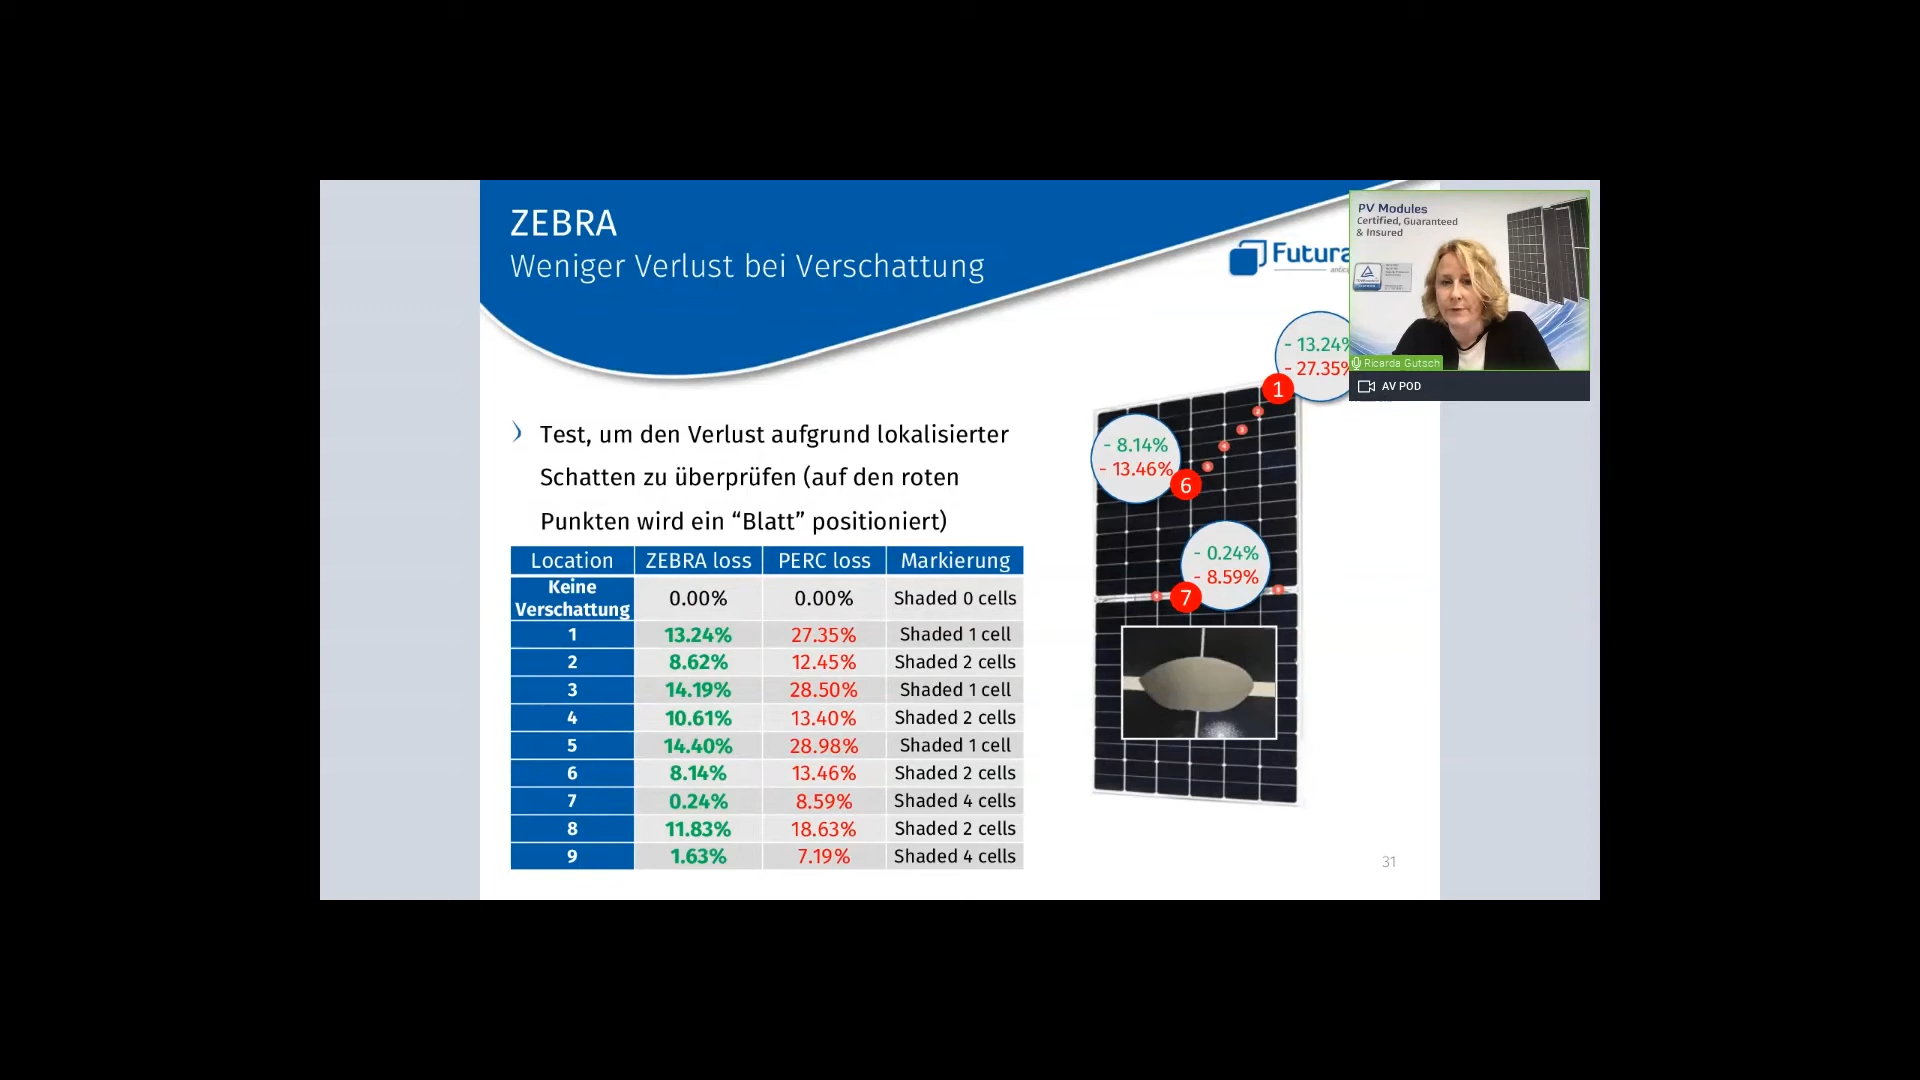 ZEBRA
Weniger Verlust bei Verschattung
Futura
PV Modules
Certified, Guaranteed
& Insured
Ricarda Gutsch
AV POD
- 13.24%
- 27.35%
1
2
3
4
5
- 8.14%
- 13.46%
6
- 0.24%
- 8.59%
9
7
8
Test, um den Verlust aufgrund lokalisierter
Schatten zu überprüfen (auf den roten
Punkten wird ein “Blatt” positioniert)
Location ZEBRA loss PERC loss Markierung
Keine Verschattung 0.00% 0.00% Shaded 0 cells
1 13.24% 27.35% Shaded 1 cell
2 8.62% 12.45% Shaded 2 cells
3 14.19% 28.50% Shaded 1 cell
4 10.61% 13.40% Shaded 2 cells
5 14.40% 28.98% Shaded 1 cell
6 8.14% 13.46% Shaded 2 cells
7 0.24% 8.59% Shaded 4 cells
8 11.83% 18.63% Shaded 2 cells
9 1.63% 7.19% Shaded 4 cells
31